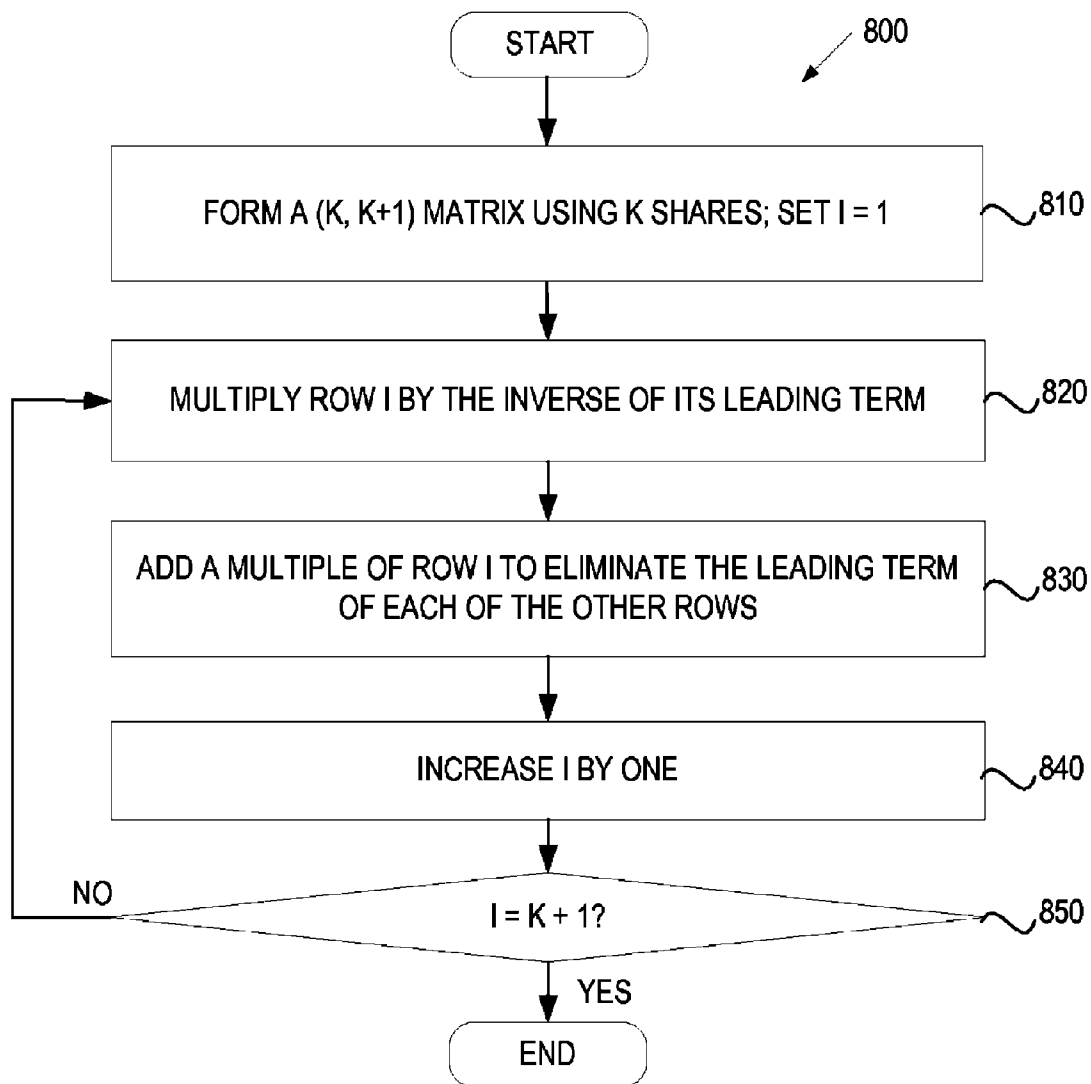 START
800
FORM A (K, K+1) MATRIX USING K SHARES; SET I = 1
810
MULTIPLY ROW I BY THE INVERSE OF ITS LEADING TERM
820
ADD A MULTIPLE OF ROW I TO ELIMINATE THE LEADING TERM
OF EACH OF THE OTHER ROWS
830
INCREASE I BY ONE
840
NO
I = K + 1?
850
YES
END